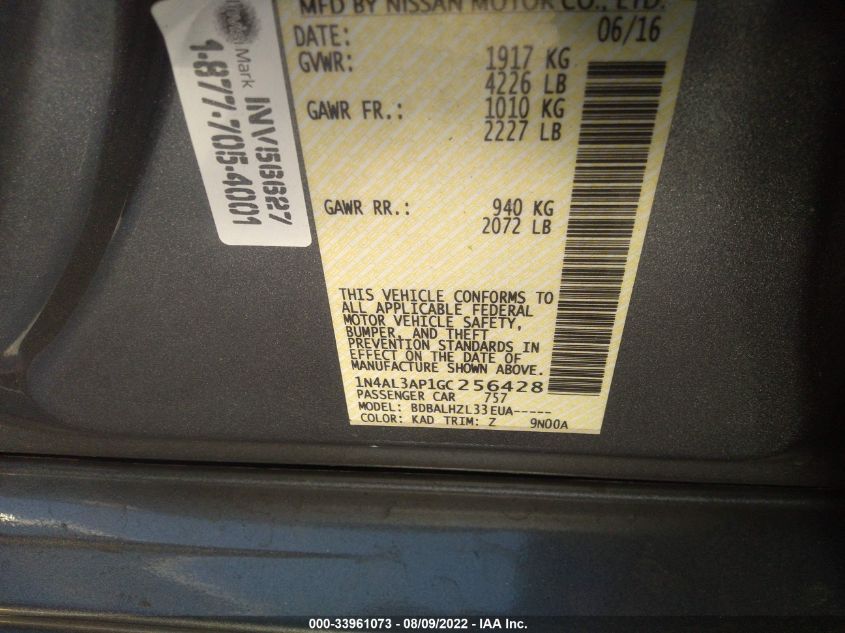 MFD BY NISSAN MOTOR CO., LTD.
DATE: 06/16
GVWR: 1917 KG
4226 LB
GAWR FR.: 1010 KG
2227 LB
GAWR RR.: 940 KG
2072 LB
THIS VEHICLE CONFORMS TO
ALL APPLICABLE FEDERAL
MOTOR VEHICLE SAFETY,
BUMPER, AND THEFT
PREVENTION STANDARDS IN
EFFECT ON THE DATE OF
MANUFACTURE SHOWN ABOVE.
1N4AL3AP1GC256428
PASSENGER CAR 757
MODEL: BDBALHZL33EUA-----
COLOR: KAD TRIM: Z 9N00A
Mark
INV56627
1-877-705-4001
000-33961073 - 08/09/2022 - IAA Inc.